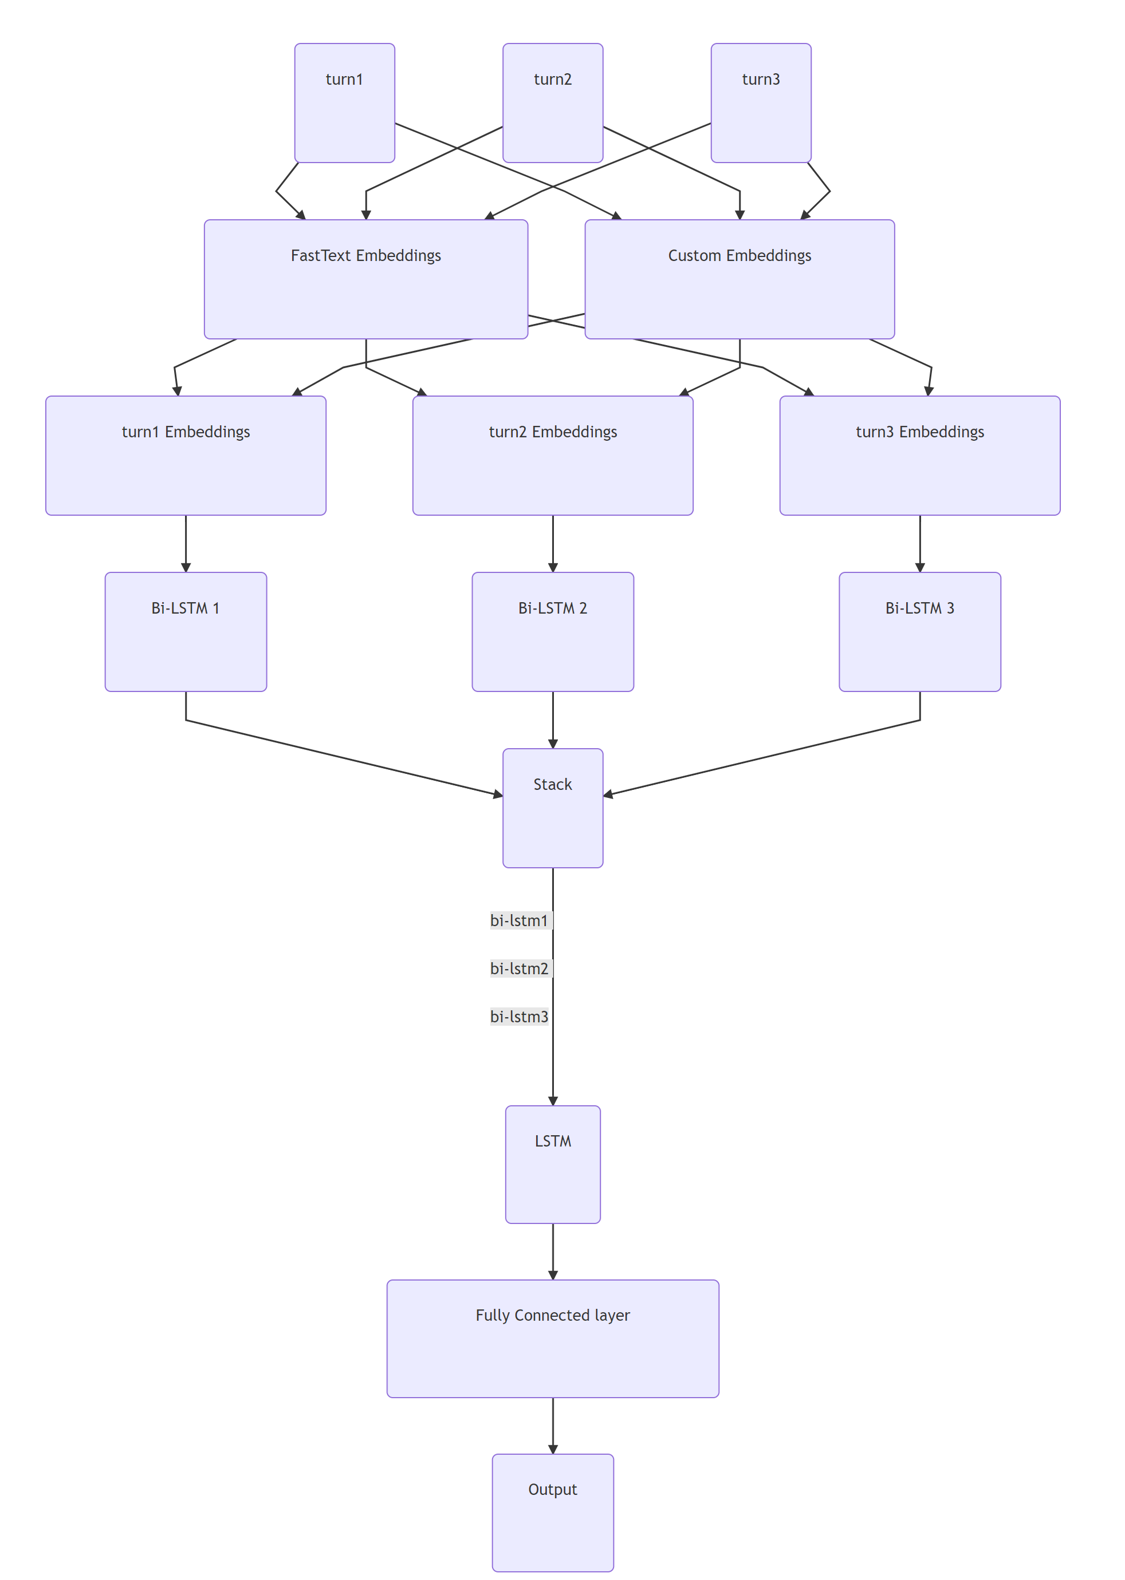 turn1
turn2
turn3
FastText Embeddings
Custom Embeddings
turn1 Embeddings
turn2 Embeddings
turn3 Embeddings
Bi-LSTM 1
Bi-LSTM 2
Bi-LSTM 3
Stack
bi-lstm1
bi-lstm2
bi-lstm3
LSTM
Fully Connected layer
Output